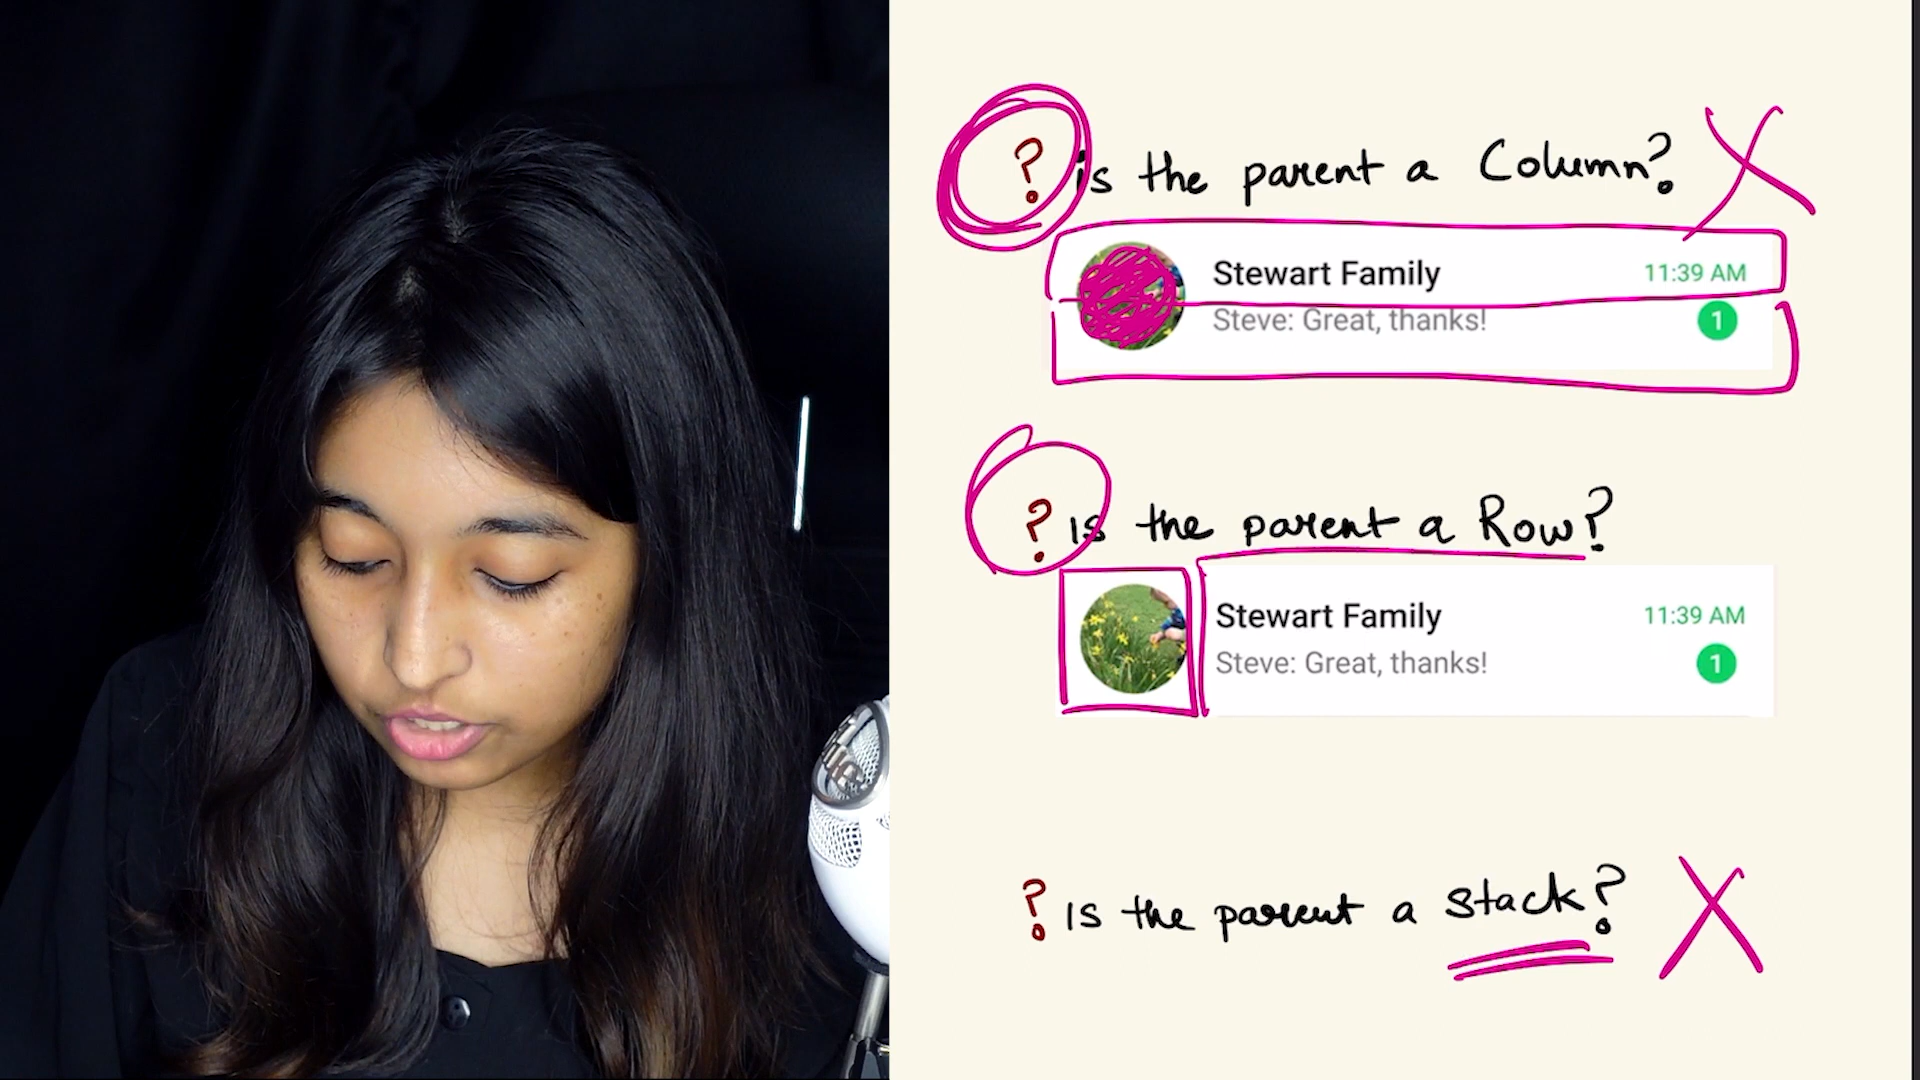 ? is the parent a Column? X
Stewart Family 11:39 AM
Steve: Great, thanks! 1
? is the parent a Row?
Stewart Family 11:39 AM
Steve: Great, thanks! 1
? is the parent a stack? X